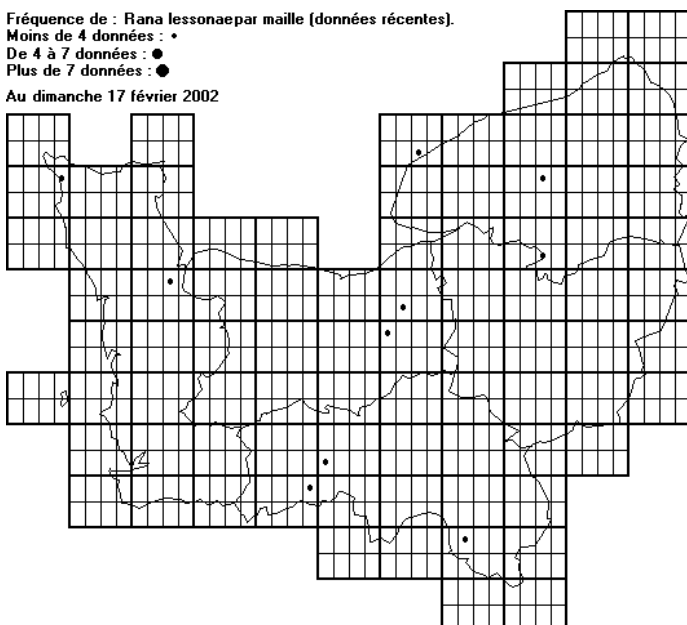 Fréquence de : Rana lessonaepar maille (données récentes).
Moins de 4 données : •
De 4 à 7 données : ●
Plus de 7 données : ●
Au dimanche 17 février 2002